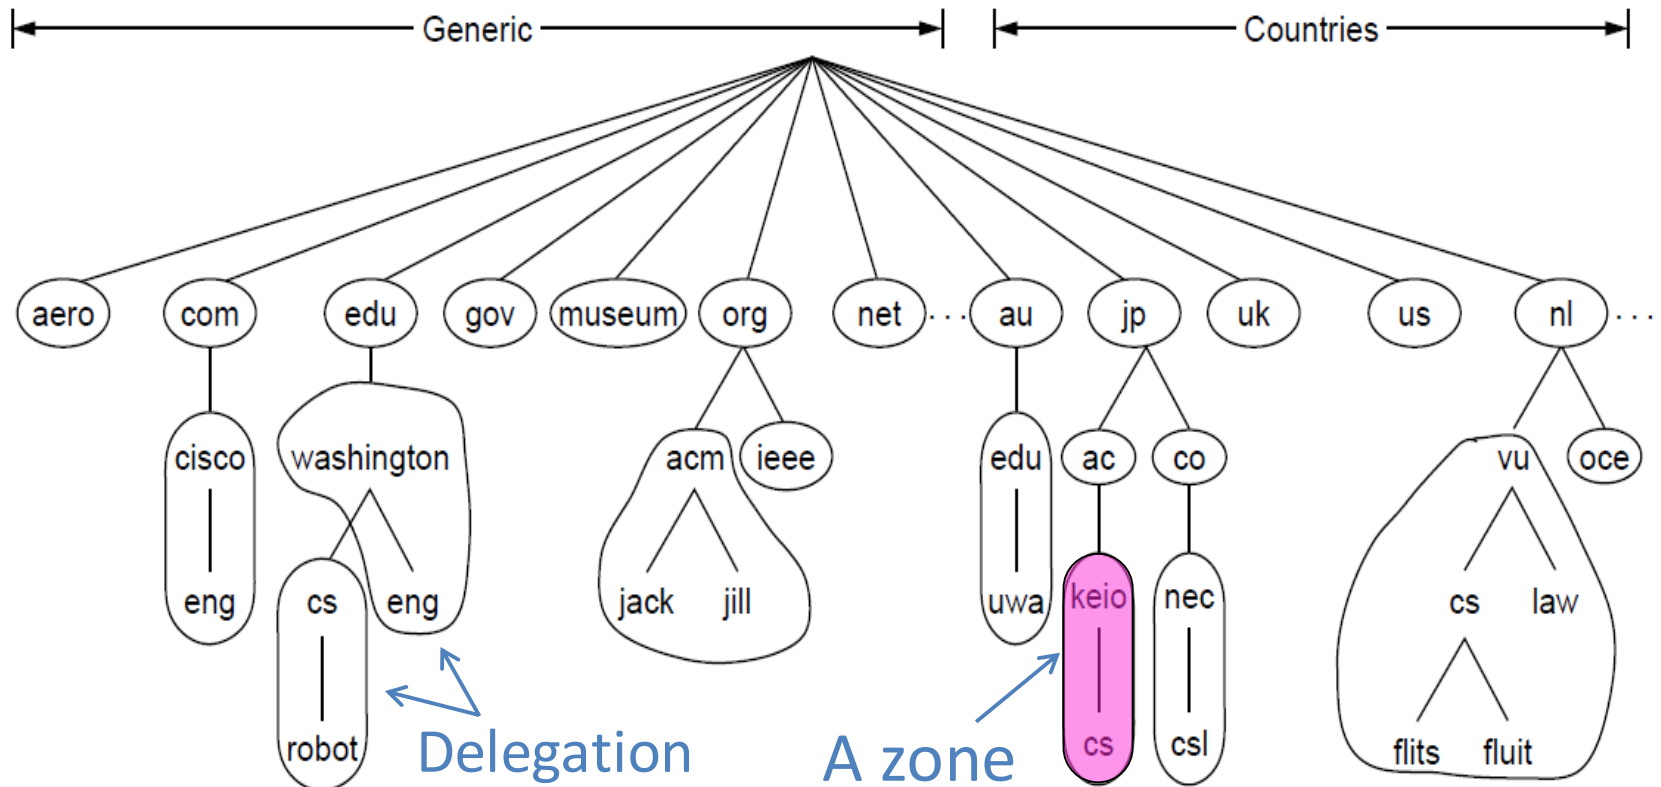 Generic Countries
aero com edu gov museum org net ... au jp uk us nl ...
cisco washington acm ieee edu ac co vu oce
eng cs eng jack jill uwa keio nec cs law
robot Delegation A zone cs csl flits fluit